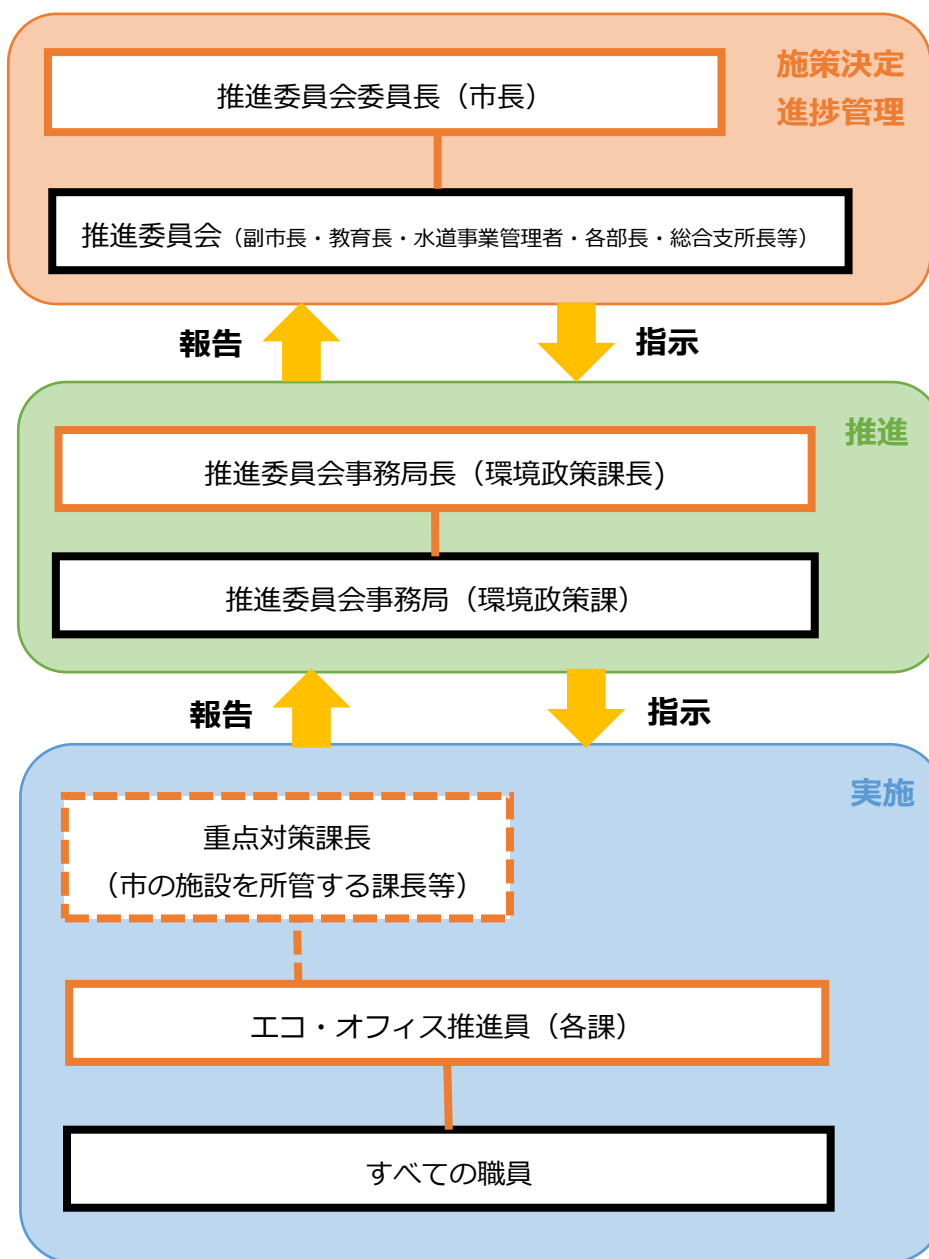 施策決定
進捗管理
推進委員会委員長（市長）
推進委員会（副市長・教育長・水道事業管理者・各部長・総合支所長等）
報告
指示
推進
推進委員会事務局長（環境政策課長)
推進委員会事務局（環境政策課）
報告
指示
実施
重点対策課長
（市の施設を所管する課長等）
エコ・オフィス推進員（各課）
すべての職員